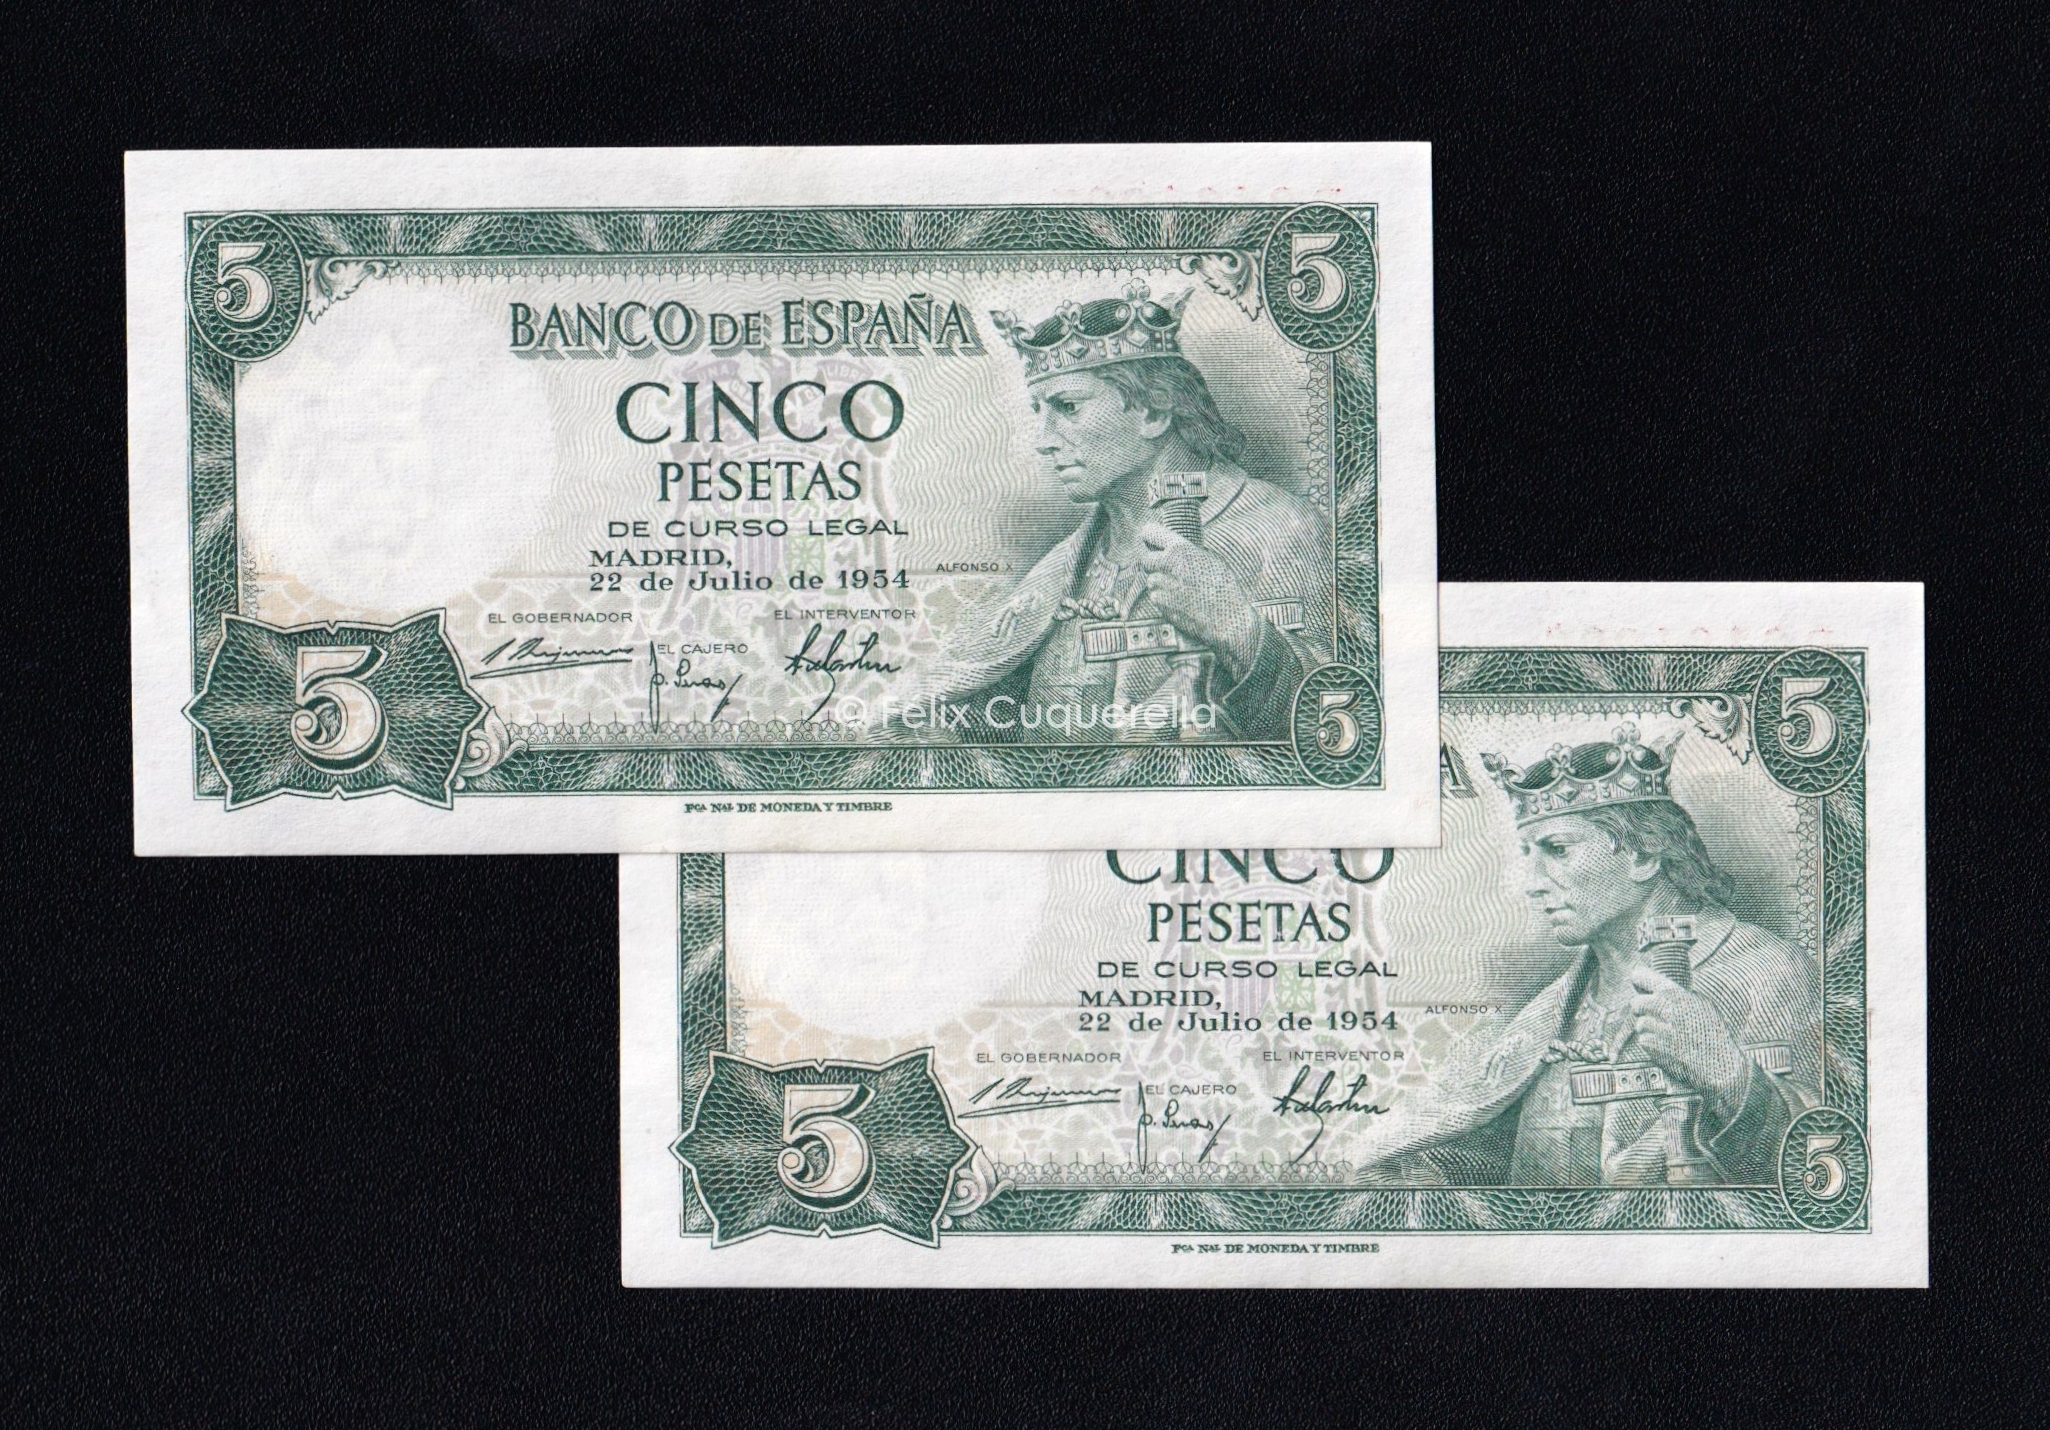 5
5
BANCO DE ESPAÑA
CINCO
PESETAS
DE CURSO LEGAL
MADRID,
22 de Julio de 1954
ALFONSO X
EL GOBERNADOR
EL INTERVENTOR
EL CAJERO
5
5
© Félix Cuquerella
Fca Nal DE MONEDA Y TIMBRE
5
A
CINCO
PESETAS
DE CURSO LEGAL
MADRID,
22 de Julio de 1954
ALFONSO X
EL GOBERNADOR
EL INTERVENTOR
EL CAJERO
5
5
Fca Nal DE MONEDA Y TIMBRE